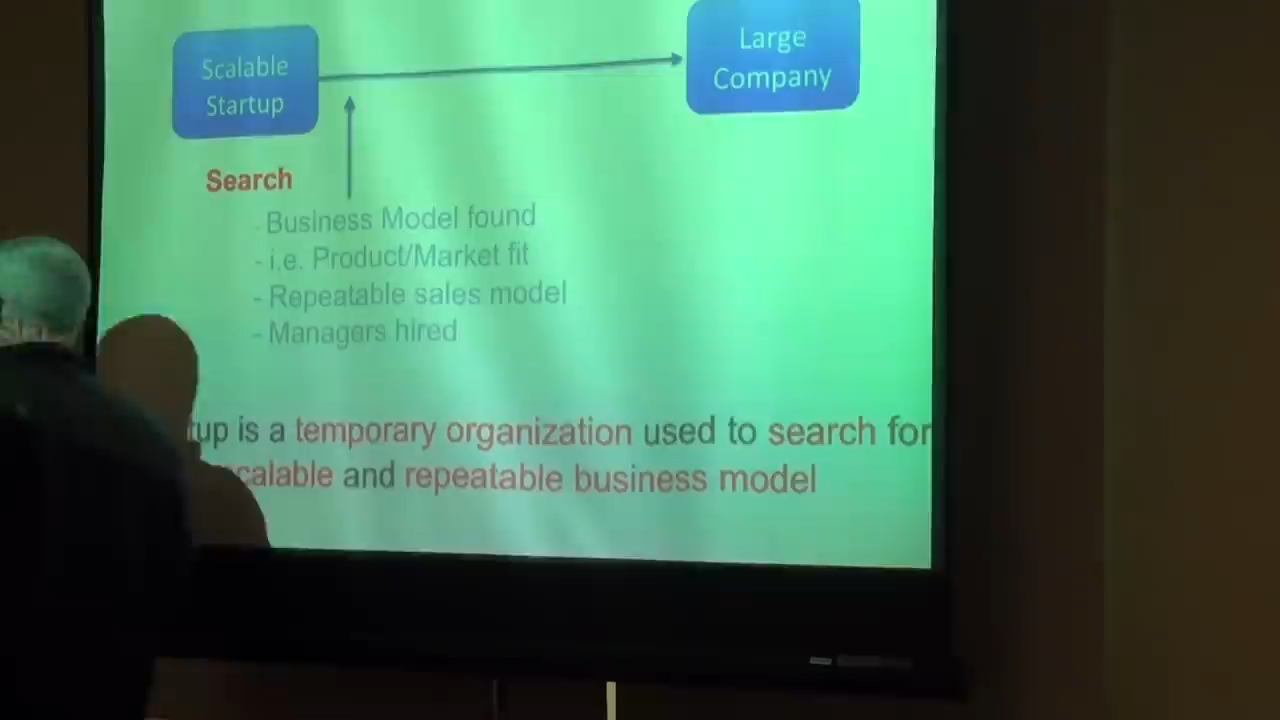 Scalable
Startup
Large
Company
Search
- Business Model found
- i.e. Product/Market fit
- Repeatable sales model
- Managers hired
tup is a temporary organization used to search for
scalable and repeatable business model